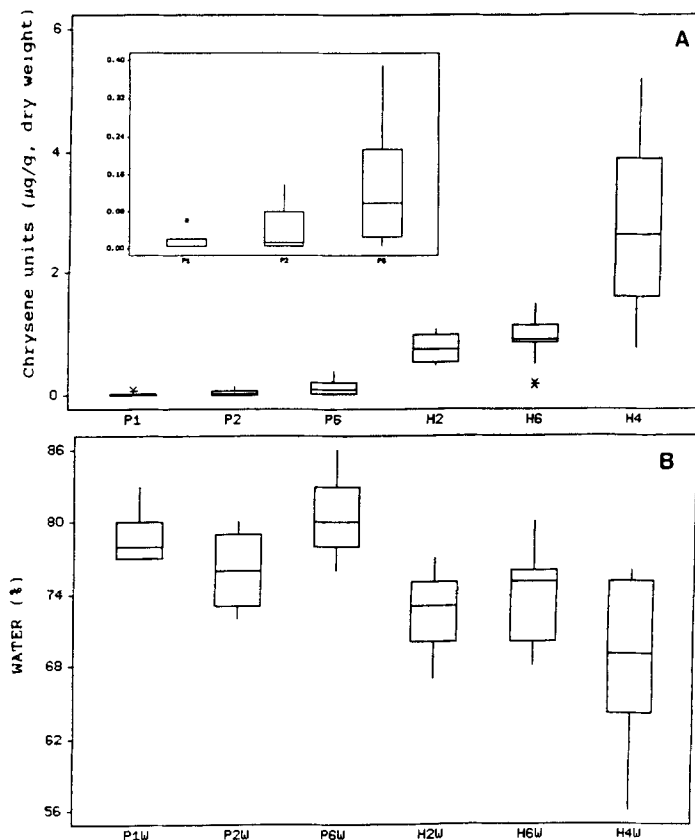 A
Chrysene units (µg/g, dry weight)
6
4
2
0
0.40
0.32
0.24
0.16
0.08
0.00
P1 P2 P6
P1 P2 P6 H2 H6 H4
B
WATER (%)
86
80
74
68
62
56
P1W P2W P6W H2W H6W H4W